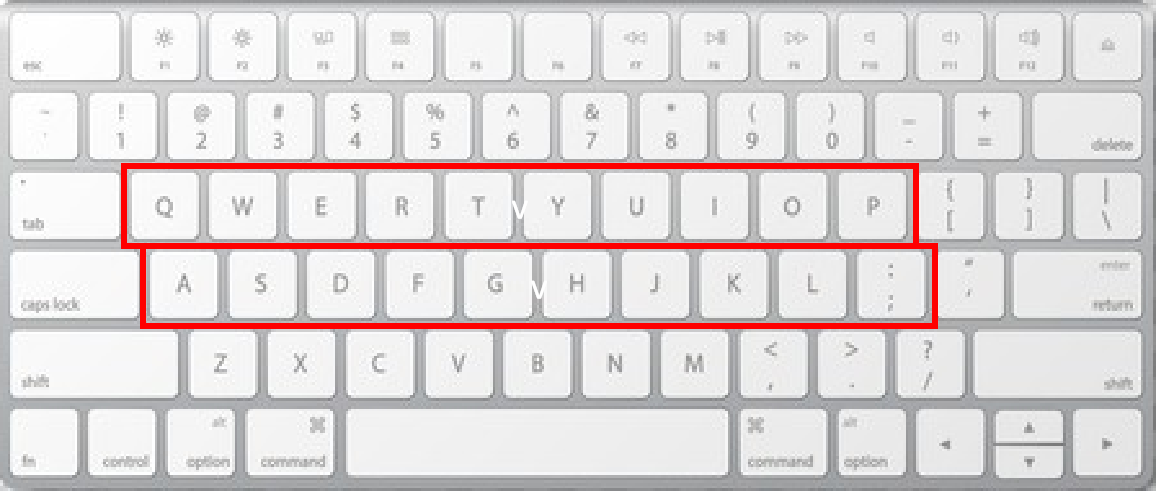 esc F1 F2 F3 F4 F5 F6 F7 F8 F9 F10 F11 F12
~ ! @ # $ % ^ & * ( ) _ +
` 1 2 3 4 5 6 7 8 9 0 - = delete
tab Q W E R T V Y U I O P { [ } ] | \
caps lock A S D F G V H J K L : ; " ' enter return
shift Z X C V B N M < , > . ? / shift
fn control alt option ⌘ command ⌘ command alt option ◀ ▲ ▼ ▶